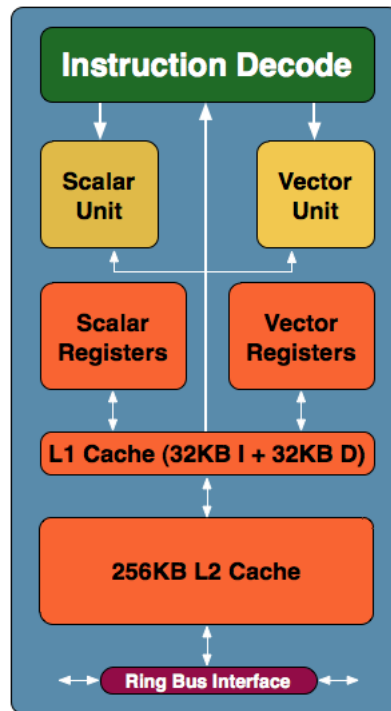 Instruction Decode
Scalar
Unit
Vector
Unit
Scalar
Registers
Vector
Registers
L1 Cache (32KB I + 32KB D)
256KB L2 Cache
Ring Bus Interface